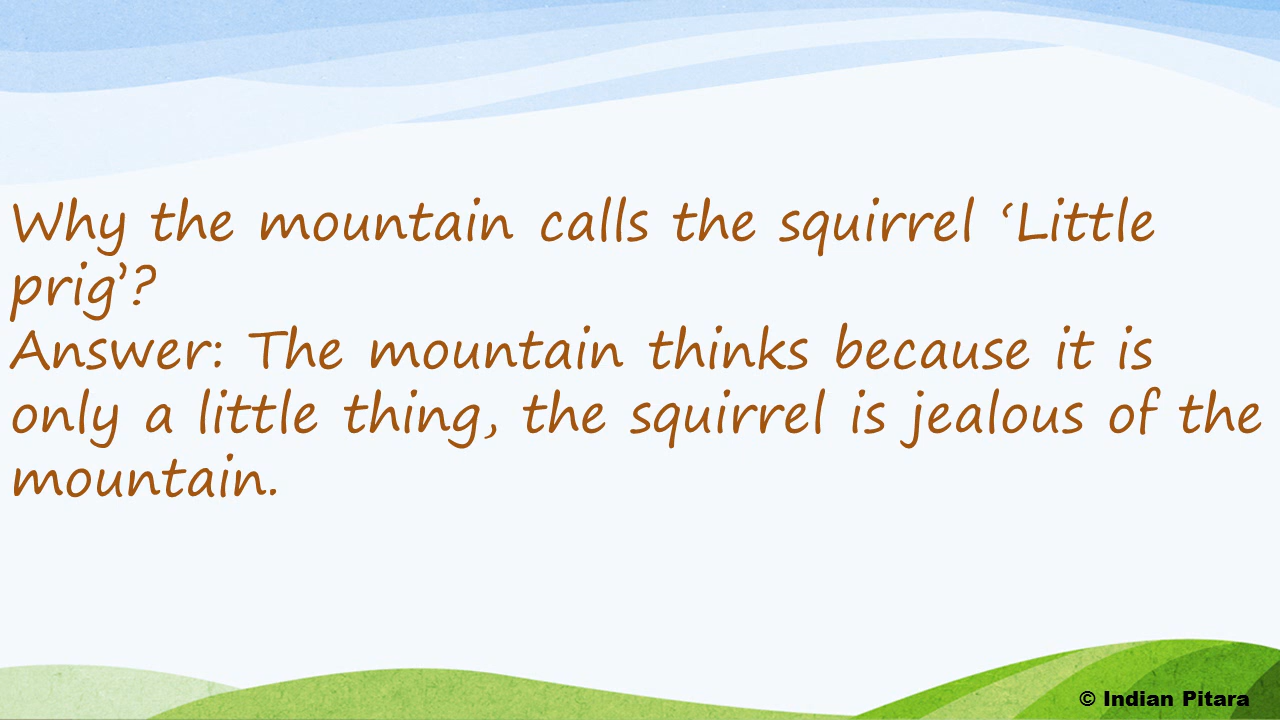 Why the mountain calls the squirrel ‘Little
prig’?
Answer: The mountain thinks because it is
only a little thing, the squirrel is jealous of the
mountain.
© Indian Pitara